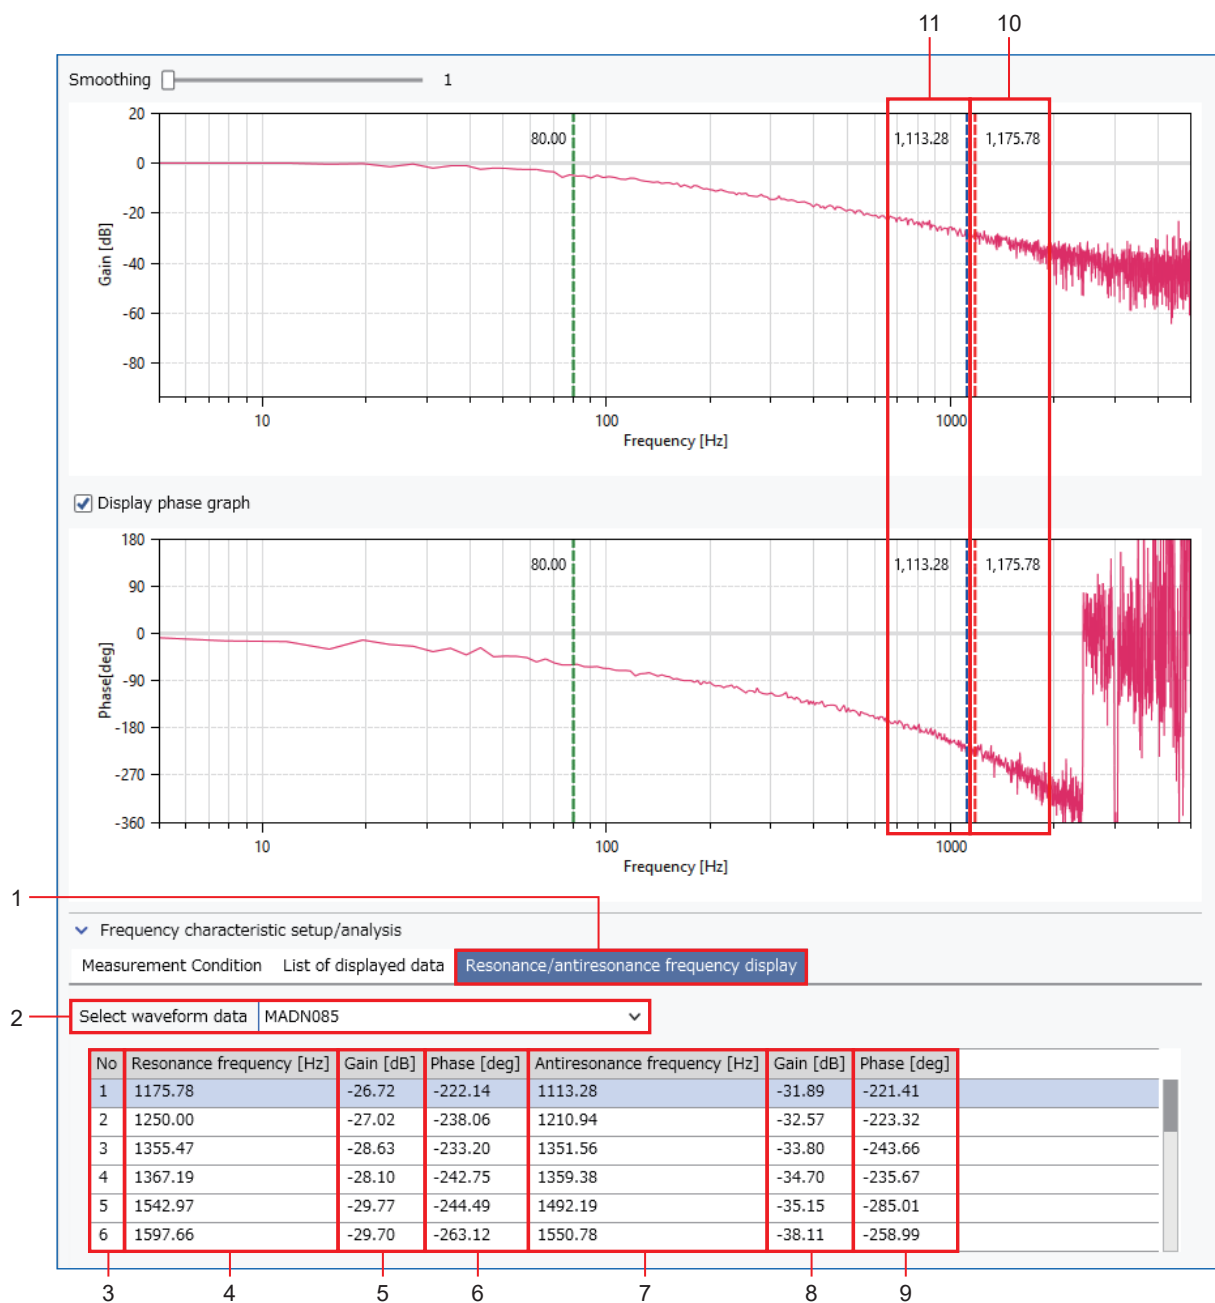 11 10
Smoothing 1
20
80.00 1,113.28 1,175.78
0
-20
-40
-60
-80
Gain [dB]
10 100 1000
Frequency [Hz]
Display phase graph
180
80.00 1,113.28 1,175.78
90
0
-90
-180
-270
-360
Phase[deg]
10 100 1000
Frequency [Hz]
1
Frequency characteristic setup/analysis
Measurement Condition List of displayed data Resonance/antiresonance frequency display
2 Select waveform data MADN085
No Resonance frequency [Hz] Gain [dB] Phase [deg] Antiresonance frequency [Hz] Gain [dB] Phase [deg]
1 1175.78 -26.72 -222.14 1113.28 -31.89 -221.41
2 1250.00 -27.02 -238.06 1210.94 -32.57 -223.32
3 1355.47 -28.63 -233.20 1351.56 -33.80 -243.66
4 1367.19 -28.10 -242.75 1359.38 -34.70 -235.67
5 1542.97 -29.77 -244.49 1492.19 -35.15 -285.01
6 1597.66 -29.70 -263.12 1550.78 -38.11 -258.99
3 4 5 6 7 8 9